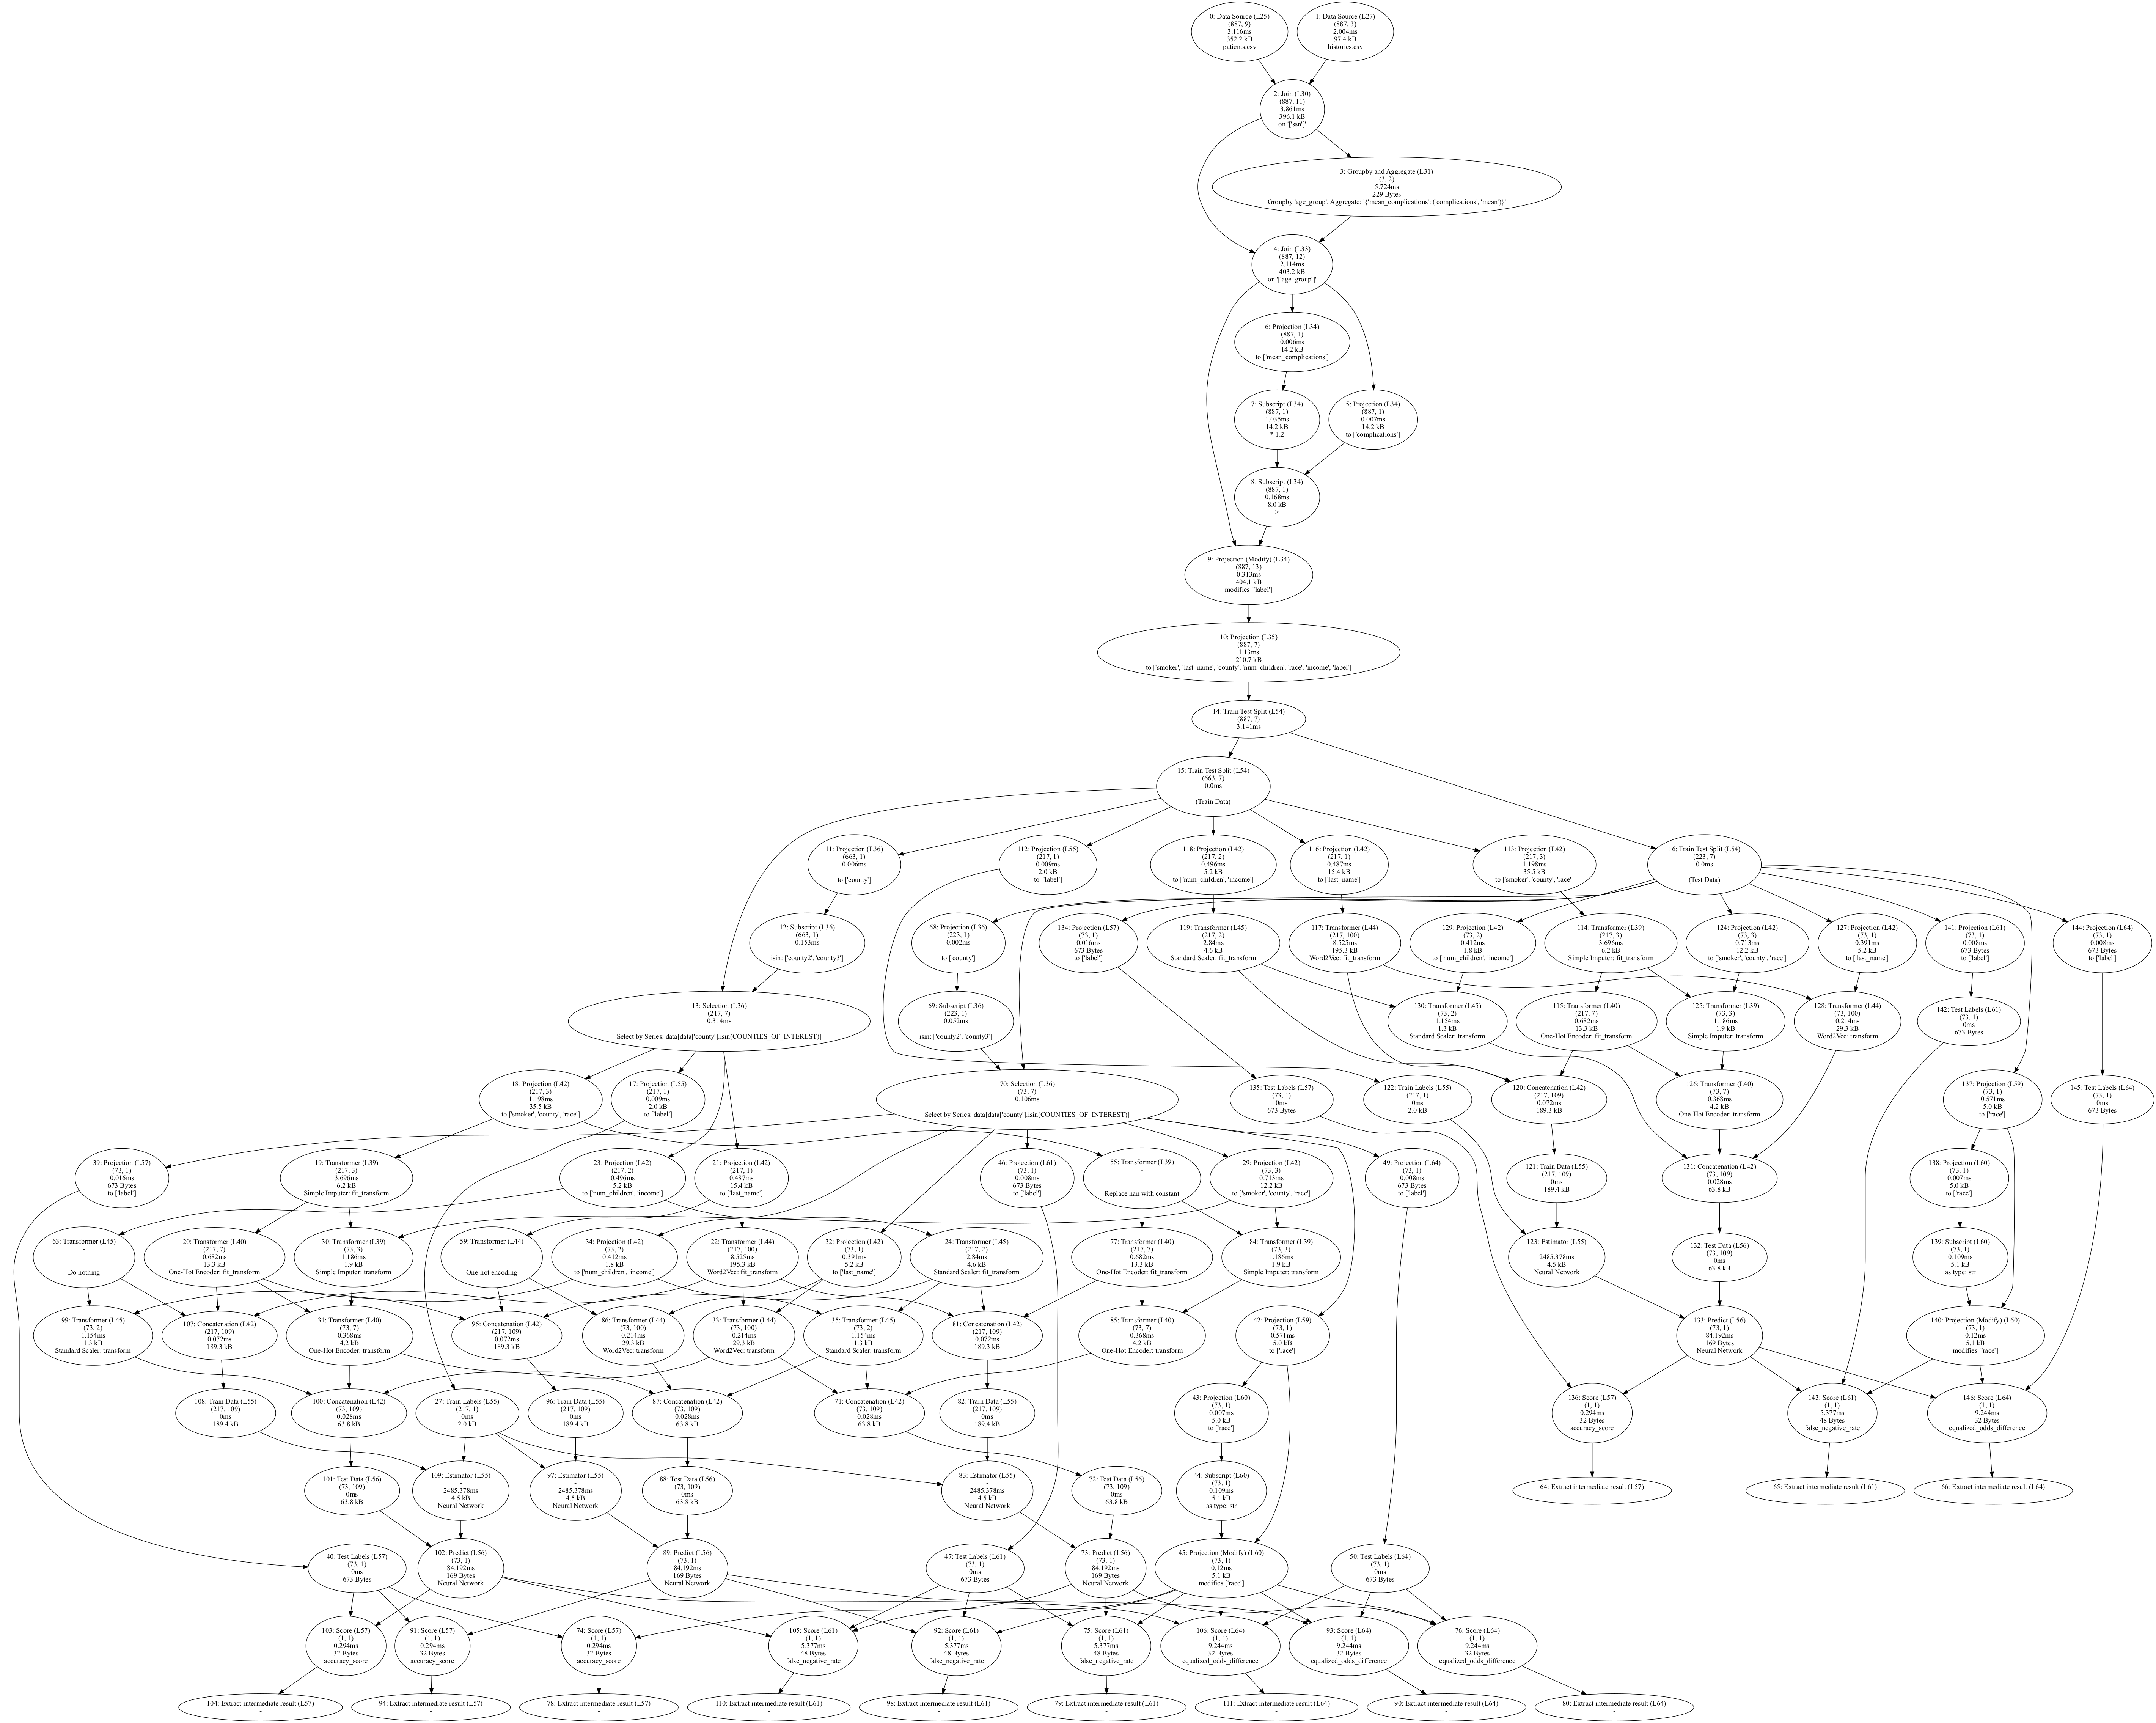 0: Data Source (L25)
(887, 9)
3.116ms
352.2 kB
patients.csv
1: Data Source (L27)
(887, 3)
2.004ms
97.4 kB
histories.csv
2: Join (L30)
(887, 11)
3.861ms
396.1 kB
on '['ssn']'
3: Groupby and Aggregate (L31)
(3, 2)
5.724ms
229 Bytes
Groupby 'age_group', Aggregate: '{'mean_complications': ('complications', 'mean')}'
4: Join (L33)
(887, 12)
2.114ms
403.2 kB
on '['age_group']'
6: Projection (L34)
(887, 1)
0.006ms
14.2 kB
to ['mean_complications']
7: Subscript (L34)
(887, 1)
1.035ms
14.2 kB
* 1.2
5: Projection (L34)
(887, 1)
0.007ms
14.2 kB
to ['complications']
8: Subscript (L34)
(887, 1)
0.168ms
8.0 kB
>
9: Projection (Modify) (L34)
(887, 13)
0.313ms
404.1 kB
modifies ['label']
10: Projection (L35)
(887, 7)
1.13ms
210.7 kB
to ['smoker', 'last_name', 'county', 'num_children', 'race', 'income', 'label']
14: Train Test Split (L54)
(887, 7)
3.141ms
15: Train Test Split (L54)
(663, 7)
0.0ms
(Train Data)
11: Projection (L36)
(663, 1)
0.006ms
to ['county']
112: Projection (L55)
(217, 1)
0.009ms
2.0 kB
to ['label']
118: Projection (L42)
(217, 2)
0.496ms
5.2 kB
to ['num_children', 'income']
116: Projection (L42)
(217, 1)
0.487ms
15.4 kB
to ['last_name']
113: Projection (L42)
(217, 3)
1.198ms
35.5 kB
to ['smoker', 'county', 'race']
16: Train Test Split (L54)
(223, 7)
0.0ms
(Test Data)
12: Subscript (L36)
(663, 1)
0.153ms
isin: ['county2', 'county3']
68: Projection (L36)
(223, 1)
0.002ms
to ['county']
134: Projection (L57)
(73, 1)
0.016ms
673 Bytes
to ['label']
119: Transformer (L45)
(217, 2)
2.84ms
4.6 kB
Standard Scaler: fit_transform
117: Transformer (L44)
(217, 100)
8.525ms
195.3 kB
Word2Vec: fit_transform
129: Projection (L42)
(73, 2)
0.412ms
1.8 kB
to ['num_children', 'income']
114: Transformer (L39)
(217, 3)
3.696ms
6.2 kB
Simple Imputer: fit_transform
124: Projection (L42)
(73, 3)
0.713ms
12.2 kB
to ['smoker', 'county', 'race']
127: Projection (L42)
(73, 1)
0.391ms
5.2 kB
to ['last_name']
141: Projection (L61)
(73, 1)
0.008ms
673 Bytes
to ['label']
144: Projection (L64)
(73, 1)
0.008ms
673 Bytes
to ['label']
13: Selection (L36)
(217, 7)
0.314ms
Select by Series: data[data['county'].isin(COUNTIES_OF_INTEREST)]
69: Subscript (L36)
(223, 1)
0.052ms
isin: ['county2', 'county3']
130: Transformer (L45)
(73, 2)
1.154ms
1.3 kB
Standard Scaler: transform
115: Transformer (L40)
(217, 7)
0.682ms
13.3 kB
One-Hot Encoder: fit_transform
125: Transformer (L39)
(73, 3)
1.186ms
1.9 kB
Simple Imputer: transform
128: Transformer (L44)
(73, 100)
0.214ms
29.3 kB
Word2Vec: transform
142: Test Labels (L61)
(73, 1)
0ms
673 Bytes
18: Projection (L42)
(217, 3)
1.198ms
35.5 kB
to ['smoker', 'county', 'race']
17: Projection (L55)
(217, 1)
0.009ms
2.0 kB
to ['label']
70: Selection (L36)
(73, 7)
0.106ms
Select by Series: data[data['county'].isin(COUNTIES_OF_INTEREST)]
135: Test Labels (L57)
(73, 1)
0ms
673 Bytes
122: Train Labels (L55)
(217, 1)
0ms
2.0 kB
120: Concatenation (L42)
(217, 109)
0.072ms
189.3 kB
126: Transformer (L40)
(73, 7)
0.368ms
4.2 kB
One-Hot Encoder: transform
137: Projection (L59)
(73, 1)
0.571ms
5.0 kB
to ['race']
145: Test Labels (L64)
(73, 1)
0ms
673 Bytes
39: Projection (L57)
(73, 1)
0.016ms
673 Bytes
to ['label']
19: Transformer (L39)
(217, 3)
3.696ms
6.2 kB
Simple Imputer: fit_transform
23: Projection (L42)
(217, 2)
0.496ms
5.2 kB
to ['num_children', 'income']
21: Projection (L42)
(217, 1)
0.487ms
15.4 kB
to ['last_name']
46: Projection (L61)
(73, 1)
0.008ms
673 Bytes
to ['label']
55: Transformer (L39)
-
Replace nan with constant
29: Projection (L42)
(73, 3)
0.713ms
12.2 kB
to ['smoker', 'county', 'race']
49: Projection (L64)
(73, 1)
0.008ms
673 Bytes
to ['label']
121: Train Data (L55)
(217, 109)
0ms
189.4 kB
131: Concatenation (L42)
(73, 109)
0.028ms
63.8 kB
138: Projection (L60)
(73, 1)
0.007ms
5.0 kB
to ['race']
63: Transformer (L45)
-
Do nothing
20: Transformer (L40)
(217, 7)
0.682ms
13.3 kB
One-Hot Encoder: fit_transform
30: Transformer (L39)
(73, 3)
1.186ms
1.9 kB
Simple Imputer: transform
59: Transformer (L44)
-
One-hot encoding
34: Projection (L42)
(73, 2)
0.412ms
1.8 kB
to ['num_children', 'income']
22: Transformer (L44)
(217, 100)
8.525ms
195.3 kB
Word2Vec: fit_transform
32: Projection (L42)
(73, 1)
0.391ms
5.2 kB
to ['last_name']
24: Transformer (L45)
(217, 2)
2.84ms
4.6 kB
Standard Scaler: fit_transform
77: Transformer (L40)
(217, 7)
0.682ms
13.3 kB
One-Hot Encoder: fit_transform
84: Transformer (L39)
(73, 3)
1.186ms
1.9 kB
Simple Imputer: transform
123: Estimator (L55)
-
2485.378ms
4.5 kB
Neural Network
132: Test Data (L56)
(73, 109)
0ms
63.8 kB
139: Subscript (L60)
(73, 1)
0.109ms
5.1 kB
as type: str
99: Transformer (L45)
(73, 2)
1.154ms
1.3 kB
Standard Scaler: transform
107: Concatenation (L42)
(217, 109)
0.072ms
189.3 kB
31: Transformer (L40)
(73, 7)
0.368ms
4.2 kB
One-Hot Encoder: transform
95: Concatenation (L42)
(217, 109)
0.072ms
189.3 kB
86: Transformer (L44)
(73, 100)
0.214ms
29.3 kB
Word2Vec: transform
33: Transformer (L44)
(73, 100)
0.214ms
29.3 kB
Word2Vec: transform
35: Transformer (L45)
(73, 2)
1.154ms
1.3 kB
Standard Scaler: transform
81: Concatenation (L42)
(217, 109)
0.072ms
189.3 kB
85: Transformer (L40)
(73, 7)
0.368ms
4.2 kB
One-Hot Encoder: transform
42: Projection (L59)
(73, 1)
0.571ms
5.0 kB
to ['race']
133: Predict (L56)
(73, 1)
84.192ms
169 Bytes
Neural Network
140: Projection (Modify) (L60)
(73, 1)
0.12ms
5.1 kB
modifies ['race']
108: Train Data (L55)
(217, 109)
0ms
189.4 kB
100: Concatenation (L42)
(73, 109)
0.028ms
63.8 kB
27: Train Labels (L55)
(217, 1)
0ms
2.0 kB
96: Train Data (L55)
(217, 109)
0ms
189.4 kB
87: Concatenation (L42)
(73, 109)
0.028ms
63.8 kB
71: Concatenation (L42)
(73, 109)
0.028ms
63.8 kB
82: Train Data (L55)
(217, 109)
0ms
189.4 kB
43: Projection (L60)
(73, 1)
0.007ms
5.0 kB
to ['race']
136: Score (L57)
(1, 1)
0.294ms
32 Bytes
accuracy_score
143: Score (L61)
(1, 1)
5.377ms
48 Bytes
false_negative_rate
146: Score (L64)
(1, 1)
9.244ms
32 Bytes
equalized_odds_difference
101: Test Data (L56)
(73, 109)
0ms
63.8 kB
109: Estimator (L55)
-
2485.378ms
4.5 kB
Neural Network
97: Estimator (L55)
-
2485.378ms
4.5 kB
Neural Network
88: Test Data (L56)
(73, 109)
0ms
63.8 kB
83: Estimator (L55)
-
2485.378ms
4.5 kB
Neural Network
72: Test Data (L56)
(73, 109)
0ms
63.8 kB
44: Subscript (L60)
(73, 1)
0.109ms
5.1 kB
as type: str
64: Extract intermediate result (L57)
-
65: Extract intermediate result (L61)
-
66: Extract intermediate result (L64)
-
40: Test Labels (L57)
(73, 1)
0ms
673 Bytes
102: Predict (L56)
(73, 1)
84.192ms
169 Bytes
Neural Network
89: Predict (L56)
(73, 1)
84.192ms
169 Bytes
Neural Network
47: Test Labels (L61)
(73, 1)
0ms
673 Bytes
73: Predict (L56)
(73, 1)
84.192ms
169 Bytes
Neural Network
45: Projection (Modify) (L60)
(73, 1)
0.12ms
5.1 kB
modifies ['race']
50: Test Labels (L64)
(73, 1)
0ms
673 Bytes
103: Score (L57)
(1, 1)
0.294ms
32 Bytes
accuracy_score
91: Score (L57)
(1, 1)
0.294ms
32 Bytes
accuracy_score
74: Score (L57)
(1, 1)
0.294ms
32 Bytes
accuracy_score
105: Score (L61)
(1, 1)
5.377ms
48 Bytes
false_negative_rate
92: Score (L61)
(1, 1)
5.377ms
48 Bytes
false_negative_rate
75: Score (L61)
(1, 1)
5.377ms
48 Bytes
false_negative_rate
106: Score (L64)
(1, 1)
9.244ms
32 Bytes
equalized_odds_difference
93: Score (L64)
(1, 1)
9.244ms
32 Bytes
equalized_odds_difference
76: Score (L64)
(1, 1)
9.244ms
32 Bytes
equalized_odds_difference
104: Extract intermediate result (L57)
-
94: Extract intermediate result (L57)
-
78: Extract intermediate result (L57)
-
110: Extract intermediate result (L61)
-
98: Extract intermediate result (L61)
-
79: Extract intermediate result (L61)
-
111: Extract intermediate result (L64)
-
90: Extract intermediate result (L64)
-
80: Extract intermediate result (L64)
-